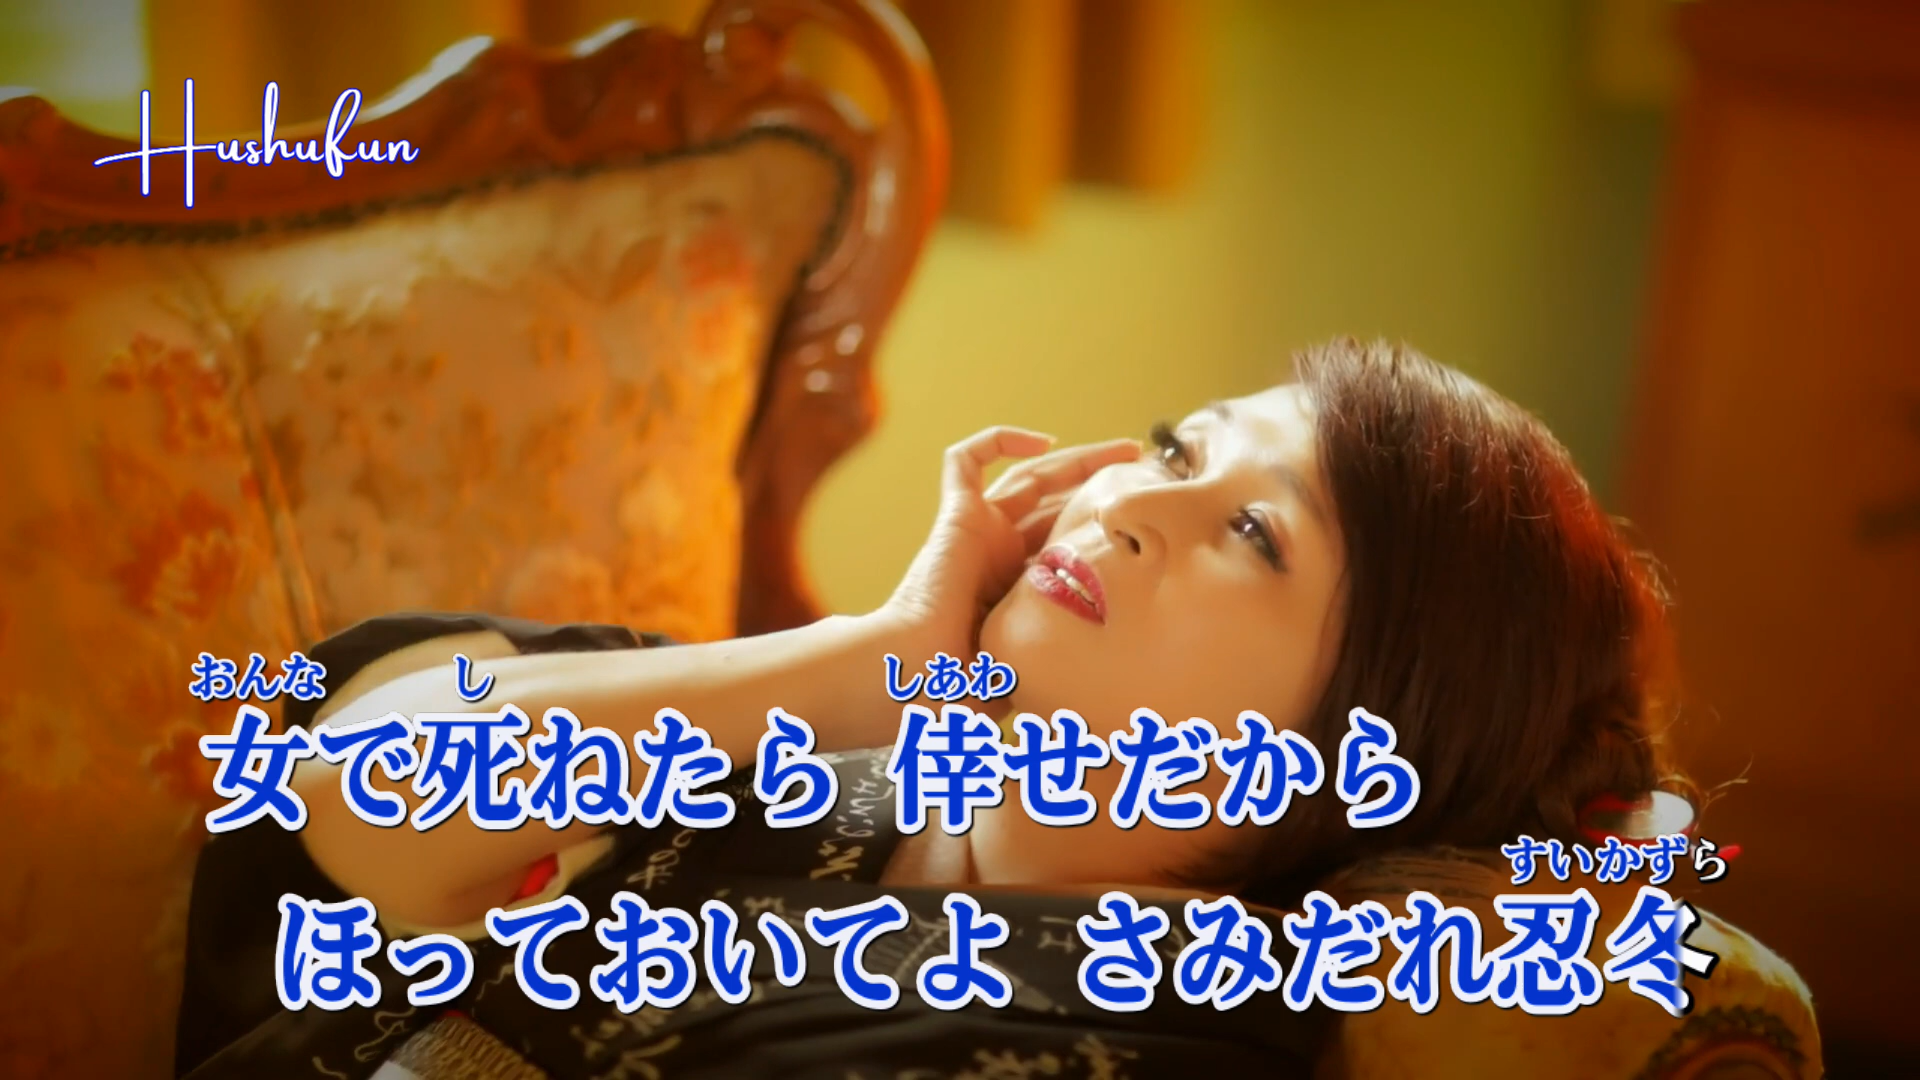 Hushukun
おんな し しあわ
女で死ねたら 倖せだから
すいかずら
ほっておいてよ さみだれ忍冬